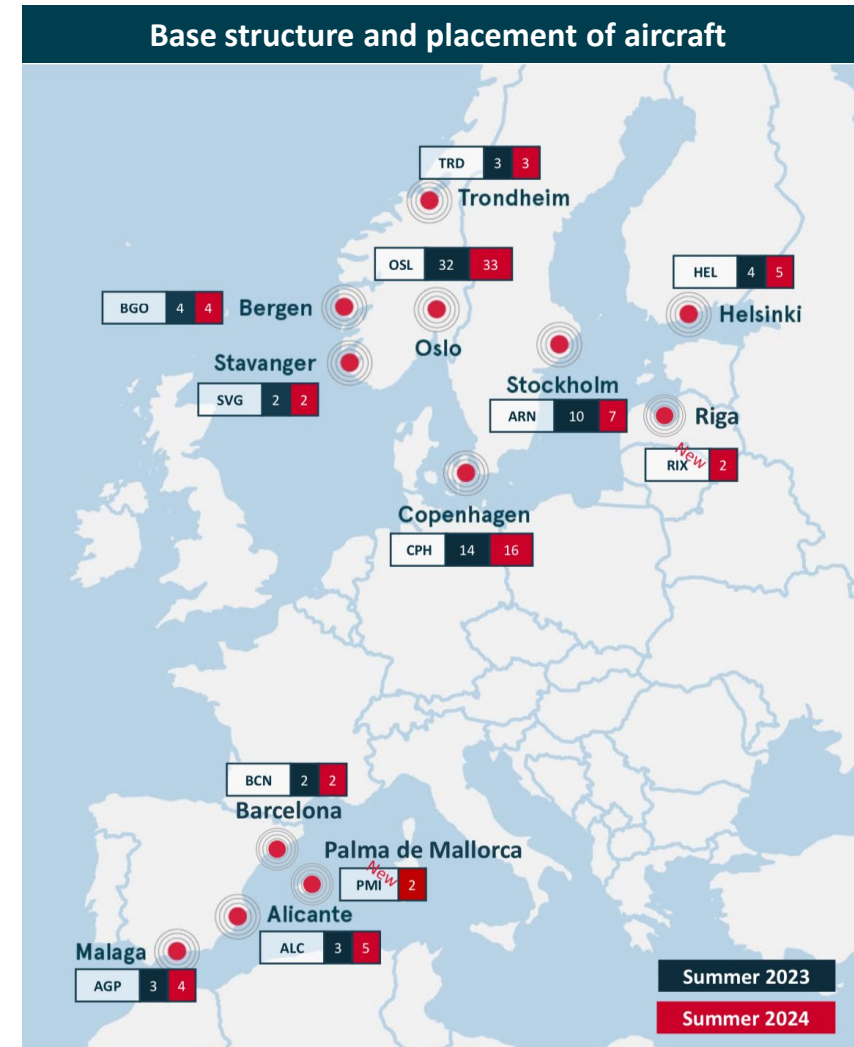 Base structure and placement of aircraft
TRD 3 3
Trondheim
OSL 32 33
HEL 4 5
BGO 4 4
Bergen
Helsinki
Oslo
Stavanger
Stockholm
SVG 2 2
ARN 10 7
Riga
New
RIX 2
Copenhagen
CPH 14 16
BCN 2 2
Barcelona
Palma de Mallorca
New
PMI 2
Alicante
ALC 3 5
Malaga
AGP 3 4
Summer 2023
Summer 2024